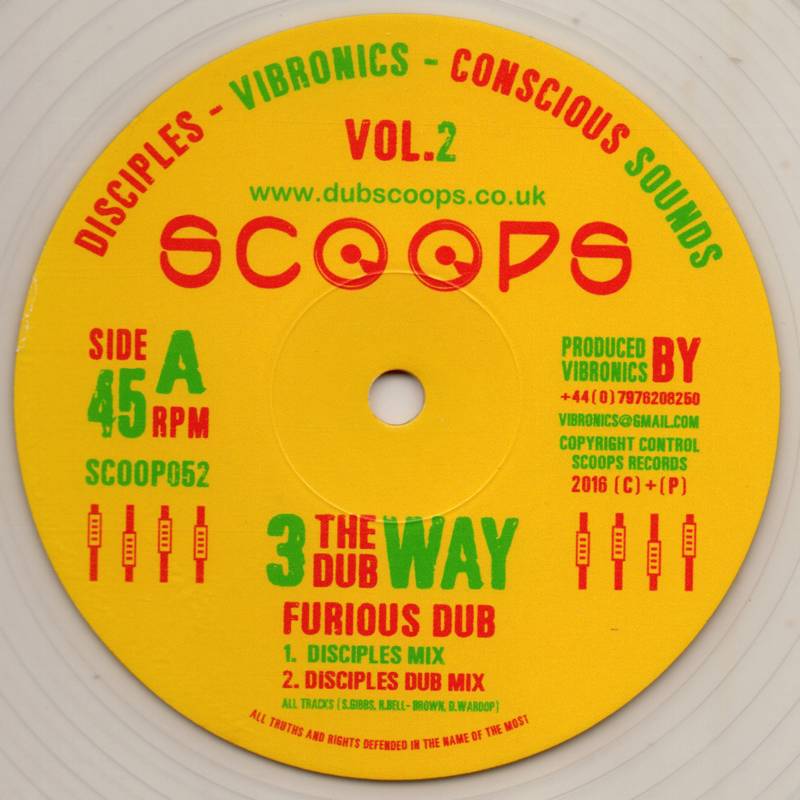 DISCIPLES - VIBRONICS - CONSCIOUS SOUNDS
VOL.2
www.dubscoops.co.uk
SCOOPS
SIDE A
45 RPM
SCOOP052
PRODUCED BY
VIBRONICS
+44(0)7976208250
VIBRONICS@GMAIL.COM
COPYRIGHT CONTROL
SCOOPS RECORDS
2016 (C)+(P)
3 THE DUB WAY
FURIOUS DUB
1. DISCIPLES MIX
2. DISCIPLES DUB MIX
ALL TRACKS (S.GIBBS, N.BELL-BROWN, D.WAROOP)
ALL TRUTHS AND RIGHTS DEFENDED IN THE NAME OF THE MOST